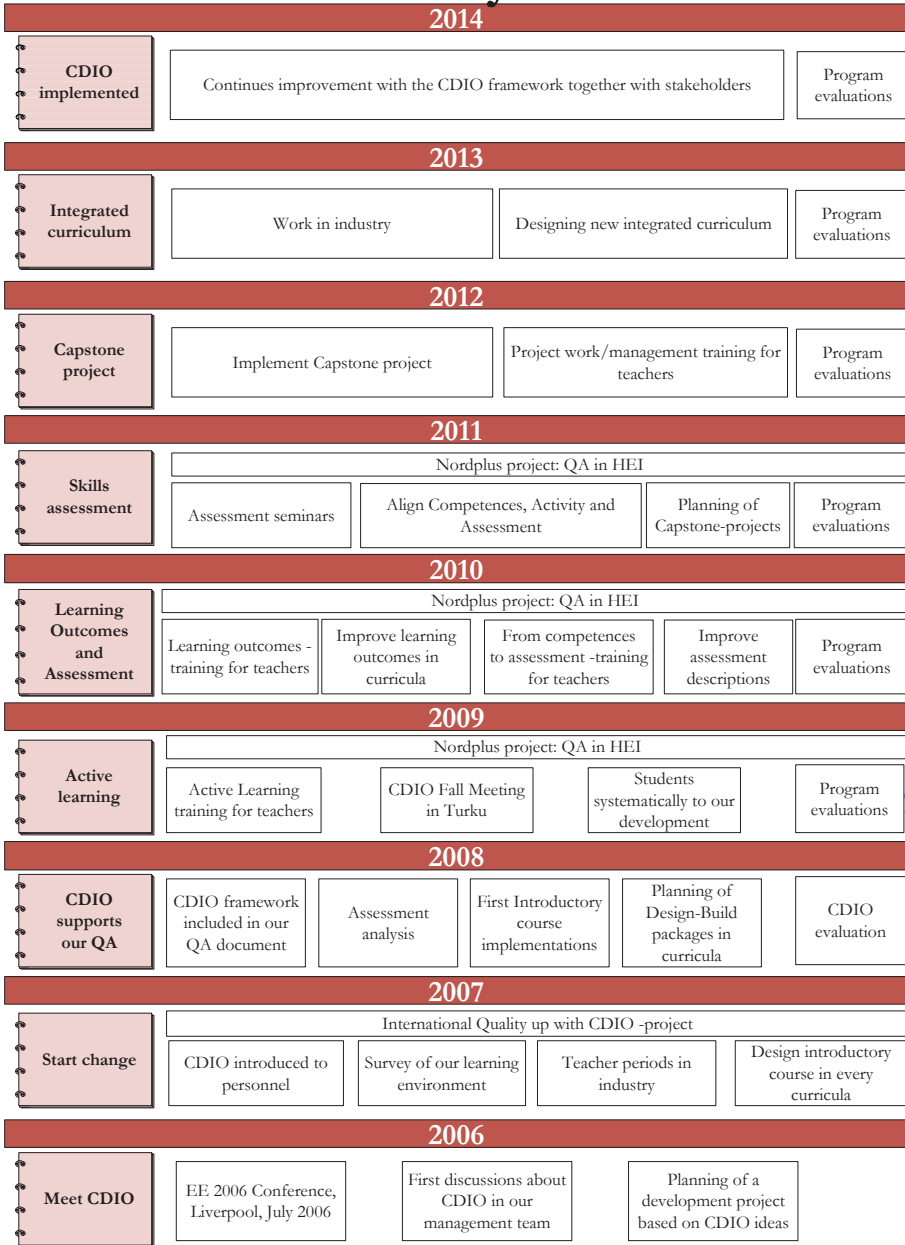 2014
CDIO
implemented
Continues improvement with the CDIO framework together with stakeholders
Program
evaluations
2013
Integrated
curriculum
Work in industry
Designing new integrated curriculum
Program
evaluations
2012
Capstone
project
Implement Capstone project
Project work/management training for
teachers
Program
evaluations
2011
Skills
assessment
Nordplus project: QA in HEI
Assessment seminars
Align Competences, Activity and
Assessment
Planning of
Capstone-projects
Program
evaluations
2010
Learning
Outcomes
and
Assessment
Nordplus project: QA in HEI
Learning outcomes -
training for teachers
Improve learning
outcomes in
curricula
From competences
to assessment -training
for teachers
Improve
assessment
descriptions
Program
evaluations
2009
Active
learning
Nordplus project: QA in HEI
Active Learning
training for teachers
CDIO Fall Meeting
in Turku
Students
systematically to our
development
Program
evaluations
2008
CDIO
supports
our QA
CDIO framework
included in our
QA document
Assessment
analysis
First Introductory
course
implementations
Planning of
Design-Build
packages in
curricula
CDIO
evaluation
2007
Start change
International Quality up with CDIO -project
CDIO introduced to
personnel
Survey of our learning
environment
Teacher periods in
industry
Design introductory
course in every
curricula
2006
Meet CDIO
EE 2006 Conference,
Liverpool, July 2006
First discussions about
CDIO in our
management team
Planning of a
development project
based on CDIO ideas